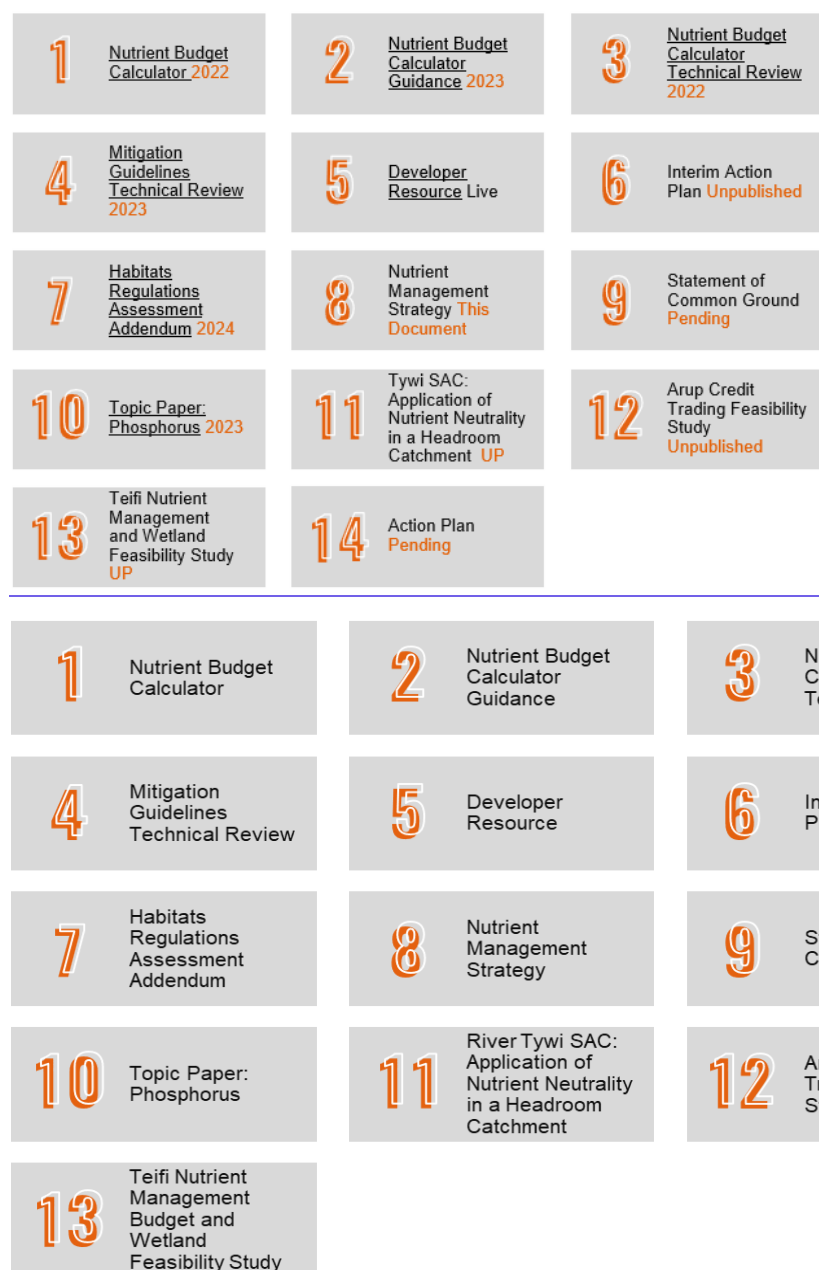 1
Nutrient Budget
Calculator 2022
2
Nutrient Budget
Calculator
Guidance 2023
3
Nutrient Budget
Calculator
Technical Review
2022
4
Mitigation
Guidelines
Technical Review
2023
5
Developer
Resource Live
6
Interim Action
Plan Unpublished
7
Habitats
Regulations
Assessment
Addendum 2024
8
Nutrient
Management
Strategy This
Document
9
Statement of
Common Ground
Pending
10
Topic Paper:
Phosphorus 2023
11
Tywi SAC:
Application of
Nutrient Neutrality
in a Headroom
Catchment UP
12
Arup Credit
Trading Feasibility
Study
Unpublished
13
Teifi Nutrient
Management
and Wetland
Feasibility Study
UP
14
Action Plan
Pending
1
Nutrient Budget
Calculator
2
Nutrient Budget
Calculator
Guidance
3
4
Mitigation
Guidelines
Technical Review
5
Developer
Resource
6
7
Habitats
Regulations
Assessment
Addendum
8
Nutrient
Management
Strategy
9
10
Topic Paper:
Phosphorus
11
River Tywi SAC:
Application of
Nutrient Neutrality
in a Headroom
Catchment
12
13
Teifi Nutrient
Management
Budget and
Wetland
Feasibility Study